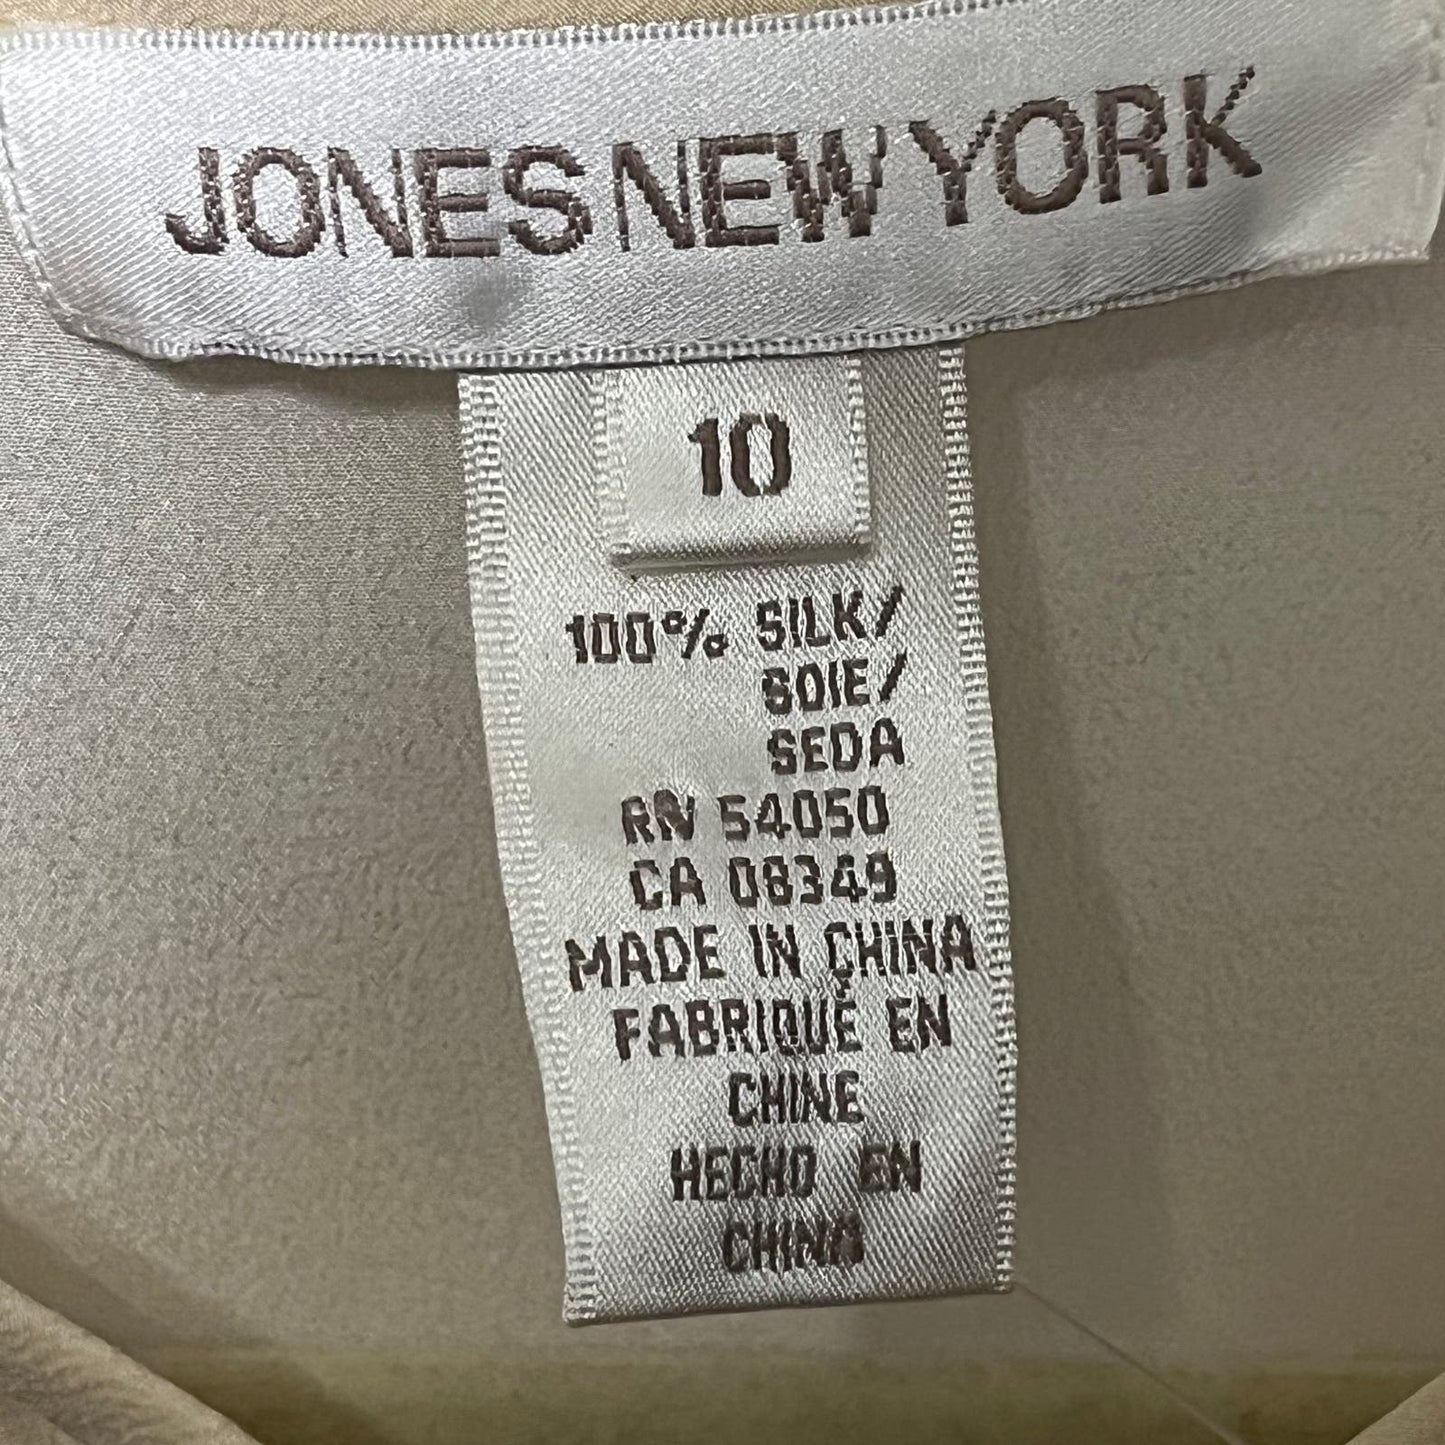 JONES NEW YORK
10
100% SILK/
SOIE/
SEDA
RN 54050
CA 08349
MADE IN CHINA
FABRIQUÉ EN
CHINE
HECHO EN
CHINA